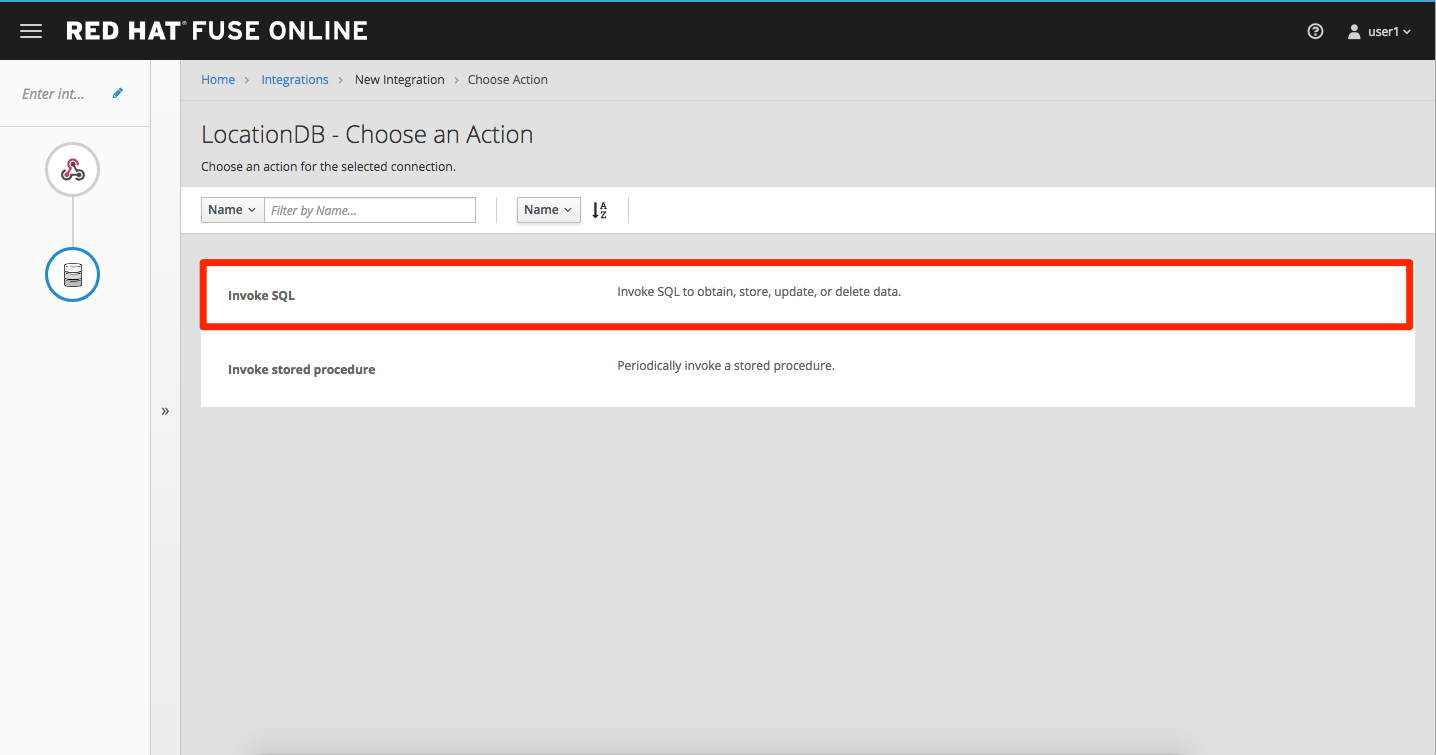 RED HAT® FUSE ONLINE
user1
Enter int...
Home > Integrations > New Integration > Choose Action
LocationDB - Choose an Action
Choose an action for the selected connection.
Name Filter by Name... Name
Invoke SQL Invoke SQL to obtain, store, update, or delete data.
Invoke stored procedure Periodically invoke a stored procedure.
»